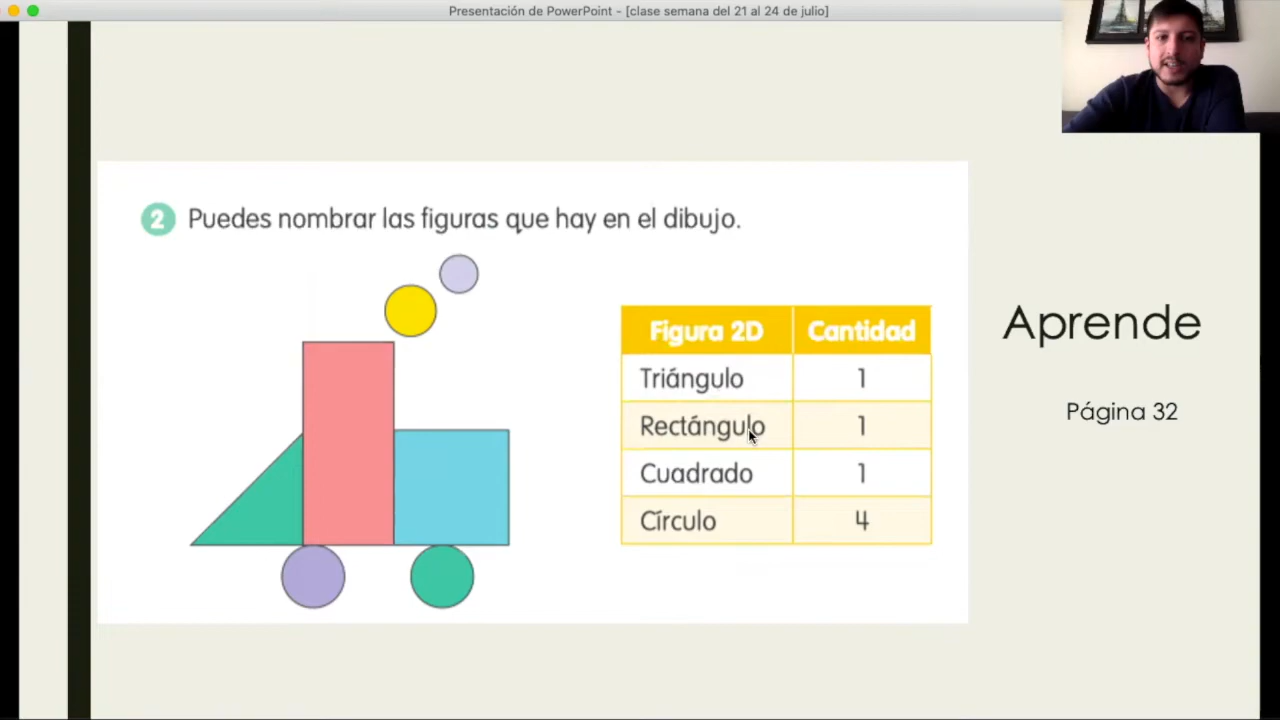 Presentación de PowerPoint - [clase semana del 21 al 24 de julio]
2 Puedes nombrar las figuras que hay en el dibujo.
Figura 2D Cantidad
Triángulo 1
Rectángulo 1
Cuadrado 1
Círculo 4
Aprende
Página 32